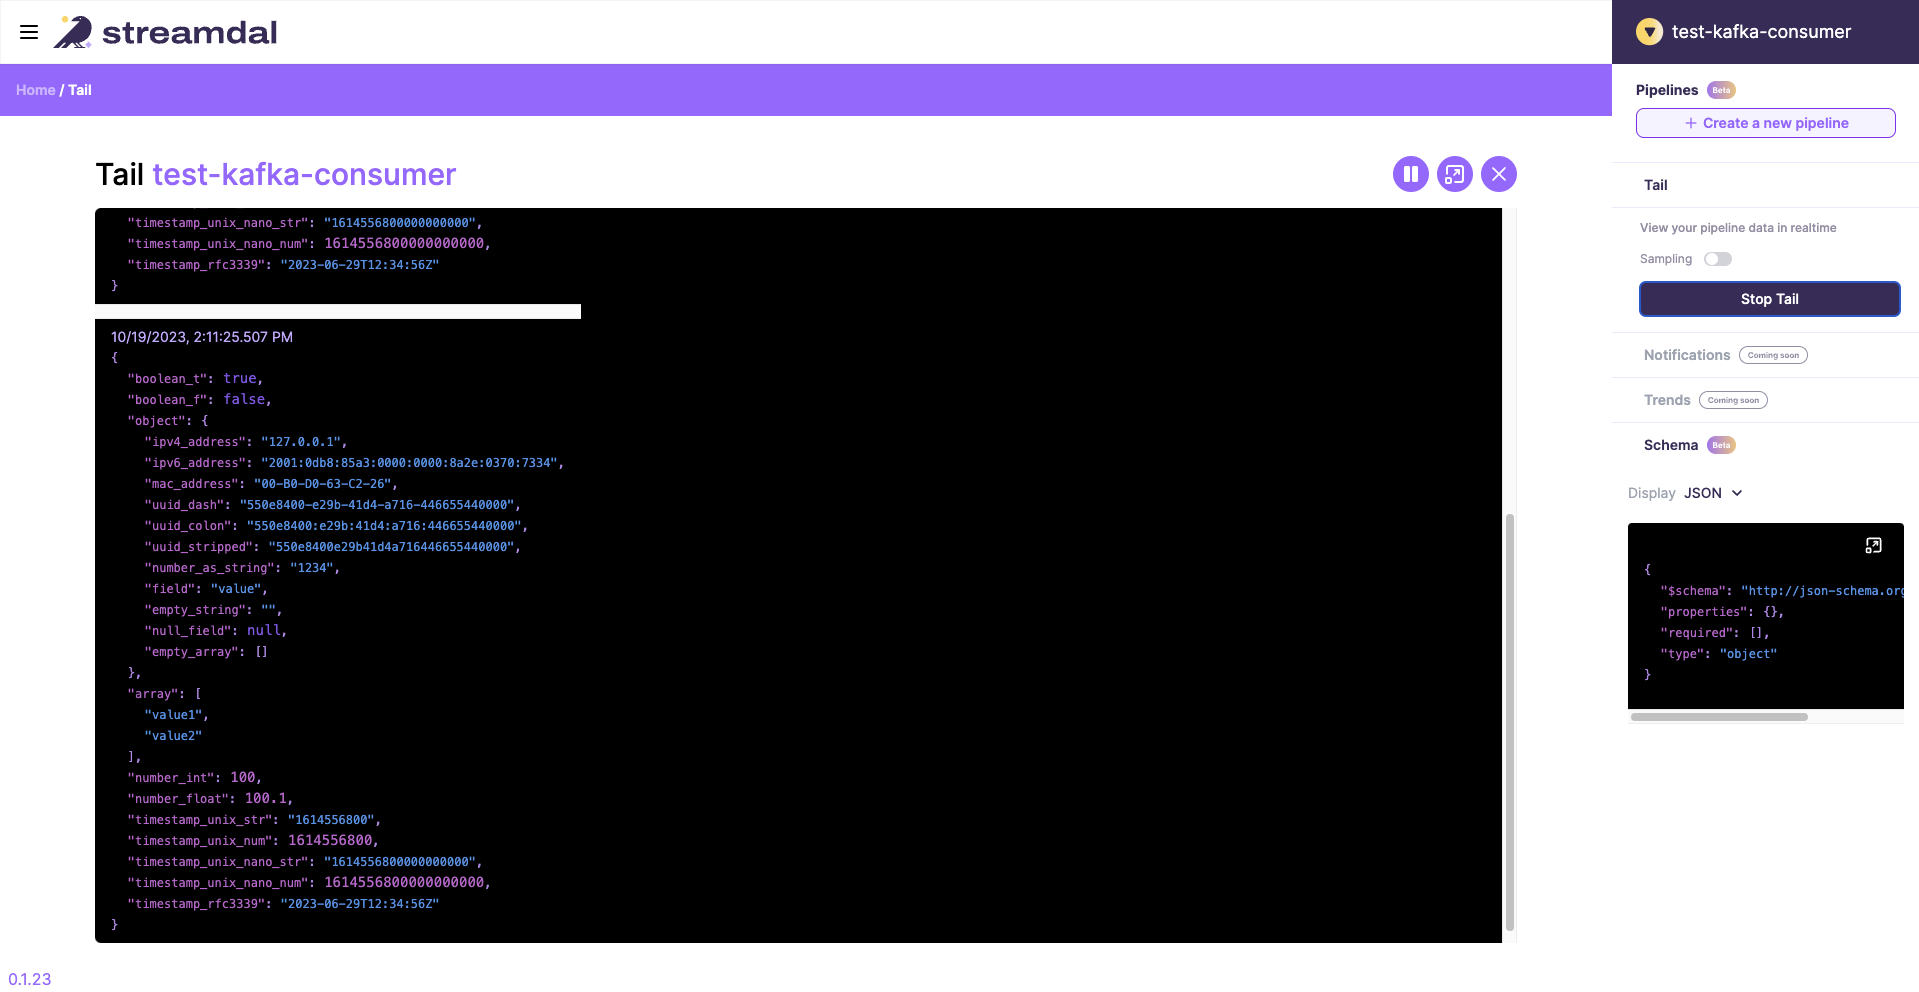 streamdal
Home / Tail
Tail test-kafka-consumer
"timestamp_unix_nano_str": "1614556800000000000",
"timestamp_unix_nano_num": 1614556800000000000,
"timestamp_rfc3339": "2023-06-29T12:34:56Z"
}
10/19/2023, 2:11:25.507 PM
{
"boolean_t": true,
"boolean_f": false,
"object": {
"ipv4_address": "127.0.0.1",
"ipv6_address": "2001:0db8:85a3:0000:0000:8a2e:0370:7334",
"mac_address": "00-B0-D0-63-C2-26",
"uuid_dash": "550e8400-e29b-41d4-a716-446655440000",
"uuid_colon": "550e8400:e29b:41d4:a716:446655440000",
"uuid_stripped": "550e8400e29b41d4a716446655440000",
"number_as_string": "1234",
"field": "value",
"empty_string": "",
"null_field": null,
"empty_array": []
},
"array": [
"value1",
"value2"
],
"number_int": 100,
"number_float": 100.1,
"timestamp_unix_str": "1614556800",
"timestamp_unix_num": 1614556800,
"timestamp_unix_nano_str": "1614556800000000000",
"timestamp_unix_nano_num": 1614556800000000000,
"timestamp_rfc3339": "2023-06-29T12:34:56Z"
}
0.1.23
test-kafka-consumer
Pipelines Beta
+ Create a new pipeline
Tail
View your pipeline data in realtime
Sampling
Stop Tail
Notifications Coming soon
Trends Coming soon
Schema Beta
Display JSON
{
"$schema": "http://json-schema.org
"properties": {},
"required": [],
"type": "object"
}